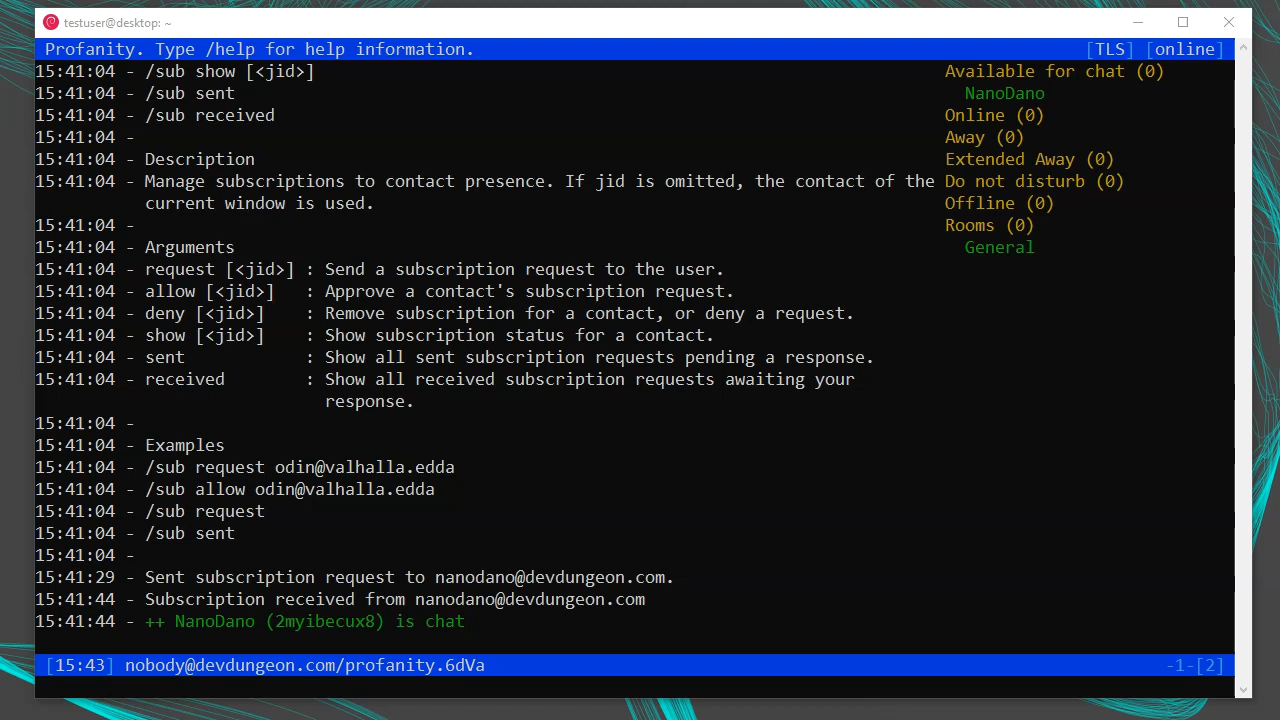 testuser@desktop: ~
Profanity. Type /help for help information. [TLS] [online]
15:41:04 - /sub show [<jid>]
15:41:04 - /sub sent
15:41:04 - /sub received
15:41:04 -
15:41:04 - Description
15:41:04 - Manage subscriptions to contact presence. If jid is omitted, the contact of the
current window is used.
15:41:04 -
15:41:04 - Arguments
15:41:04 - request [<jid>] : Send a subscription request to the user.
15:41:04 - allow [<jid>]   : Approve a contact's subscription request.
15:41:04 - deny [<jid>]    : Remove subscription for a contact, or deny a request.
15:41:04 - show [<jid>]    : Show subscription status for a contact.
15:41:04 - sent            : Show all sent subscription requests pending a response.
15:41:04 - received        : Show all received subscription requests awaiting your
response.
15:41:04 -
15:41:04 - Examples
15:41:04 - /sub request odin@valhalla.edda
15:41:04 - /sub allow odin@valhalla.edda
15:41:04 - /sub request
15:41:04 - /sub sent
15:41:04 -
15:41:29 - Sent subscription request to nanodano@devdungeon.com.
15:41:44 - Subscription received from nanodano@devdungeon.com
15:41:44 - ++ NanoDano (2myibecux8) is chat
Available for chat (0)
NanoDano
Online (0)
Away (0)
Extended Away (0)
Do not disturb (0)
Offline (0)
Rooms (0)
General
[15:43] nobody@devdungeon.com/profanity.6dVa -1-[2]